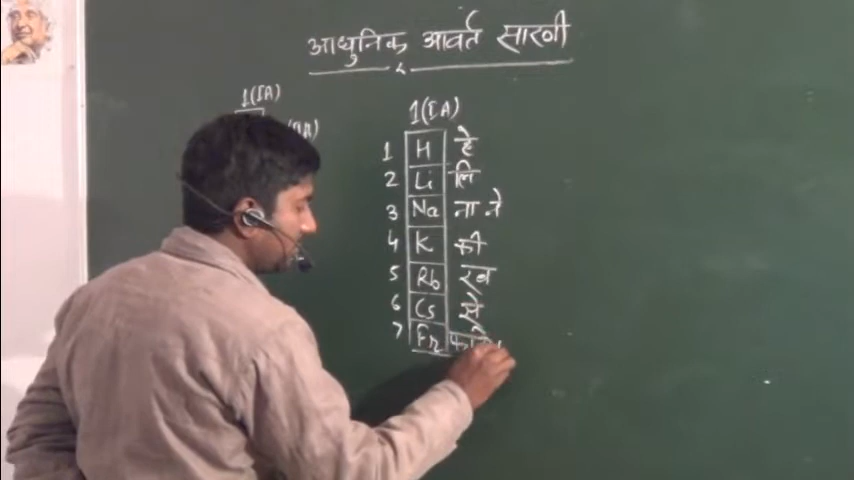 आधुनिक आवर्त सारणी
1(IA)
1(IA)
1 H हे
2 Li लि
3 Na ना ने
4 K की
5 Rb रब
6 Cs से
7 Fr